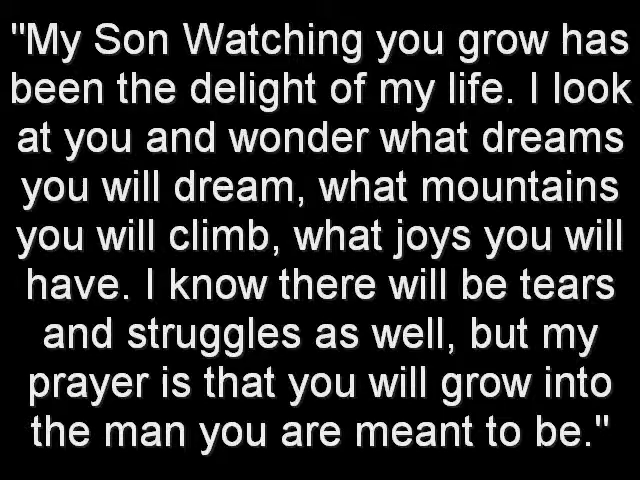 "My Son Watching you grow has
been the delight of my life. I look
at you and wonder what dreams
you will dream, what mountains
you will climb, what joys you will
have. I know there will be tears
and struggles as well, but my
prayer is that you will grow into
the man you are meant to be."